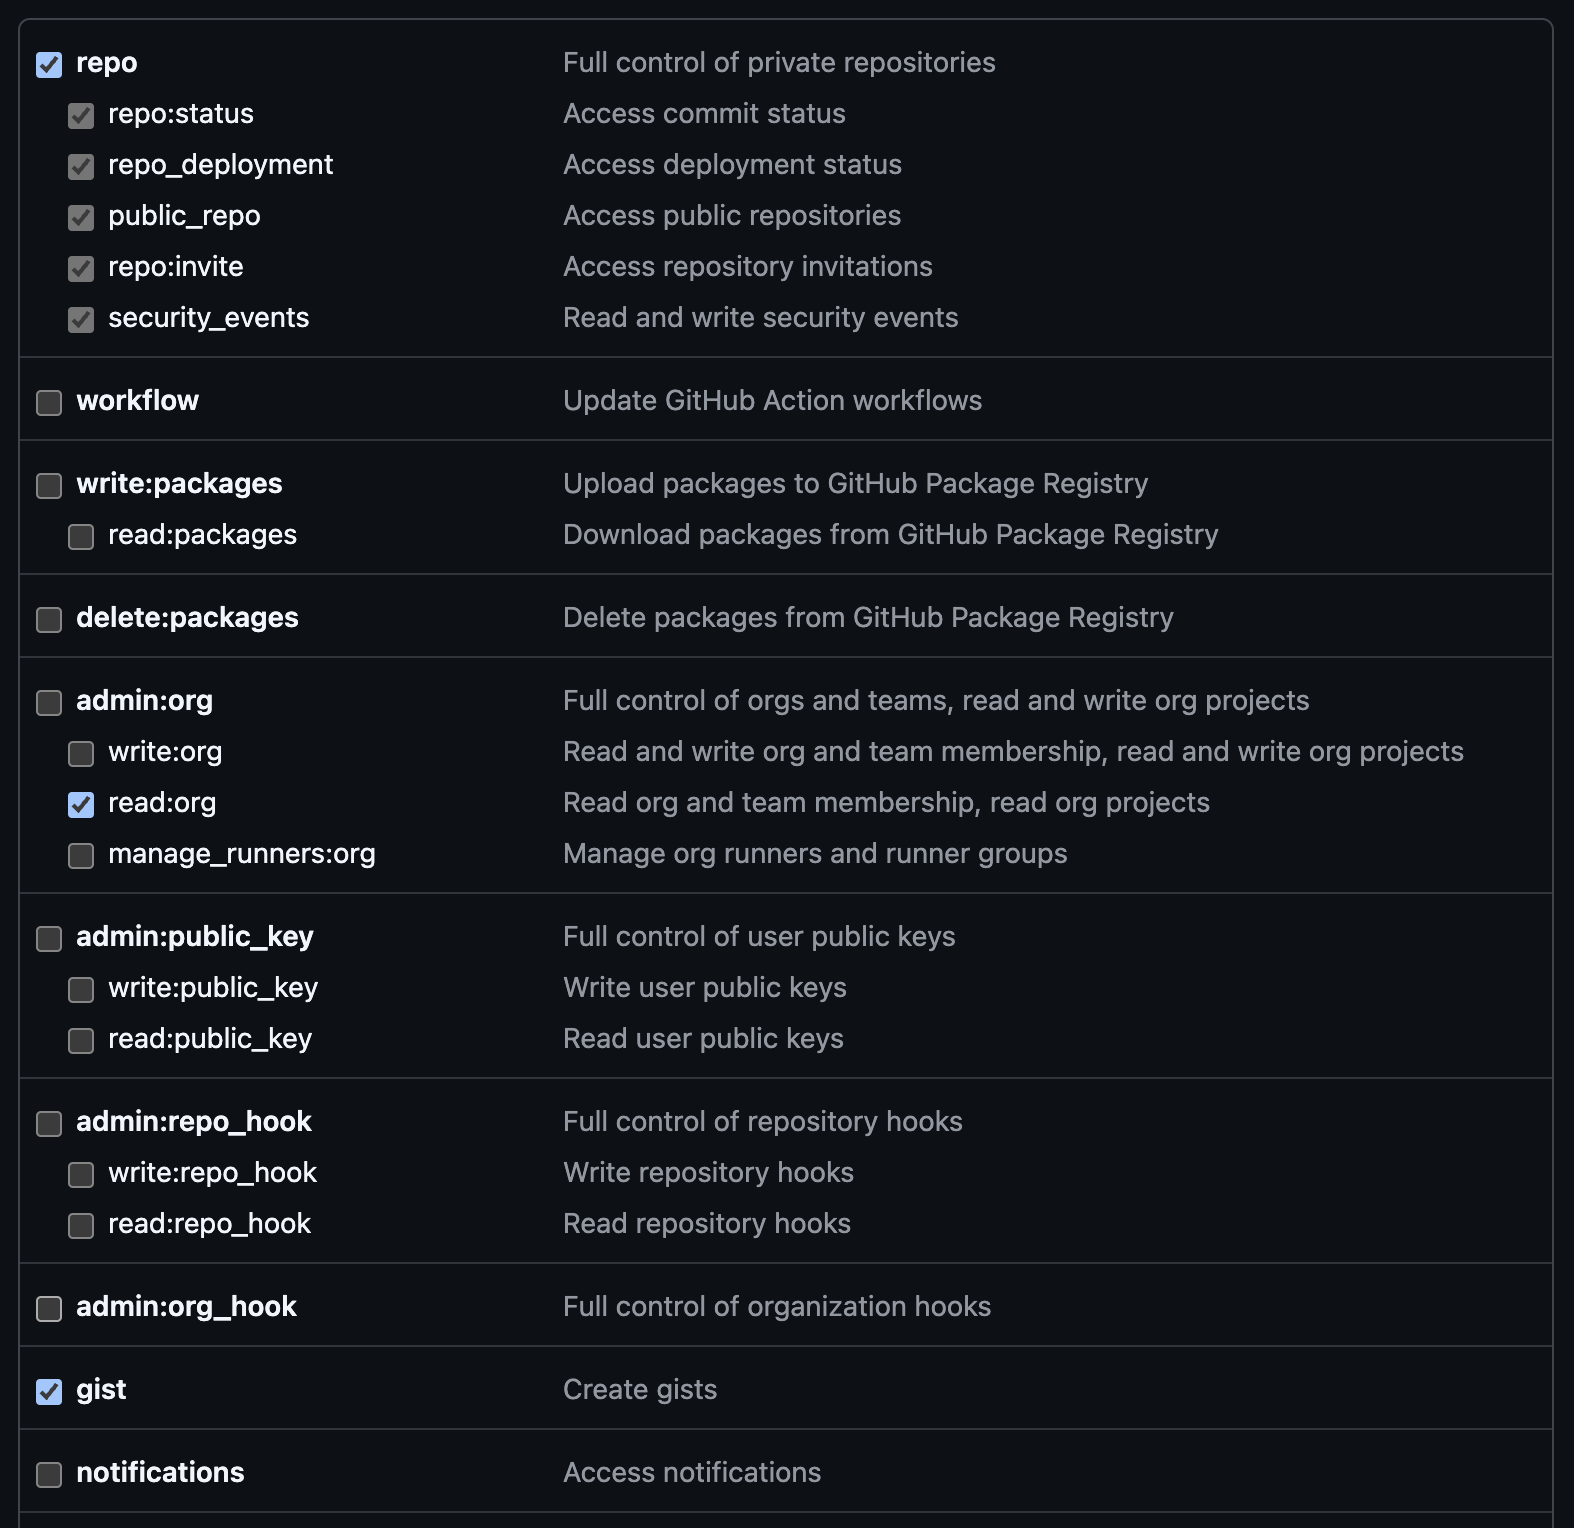 repo Full control of private repositories
repo:status Access commit status
repo_deployment Access deployment status
public_repo Access public repositories
repo:invite Access repository invitations
security_events Read and write security events
workflow Update GitHub Action workflows
write:packages Upload packages to GitHub Package Registry
read:packages Download packages from GitHub Package Registry
delete:packages Delete packages from GitHub Package Registry
admin:org Full control of orgs and teams, read and write org projects
write:org Read and write org and team membership, read and write org projects
read:org Read org and team membership, read org projects
manage_runners:org Manage org runners and runner groups
admin:public_key Full control of user public keys
write:public_key Write user public keys
read:public_key Read user public keys
admin:repo_hook Full control of repository hooks
write:repo_hook Write repository hooks
read:repo_hook Read repository hooks
admin:org_hook Full control of organization hooks
gist Create gists
notifications Access notifications